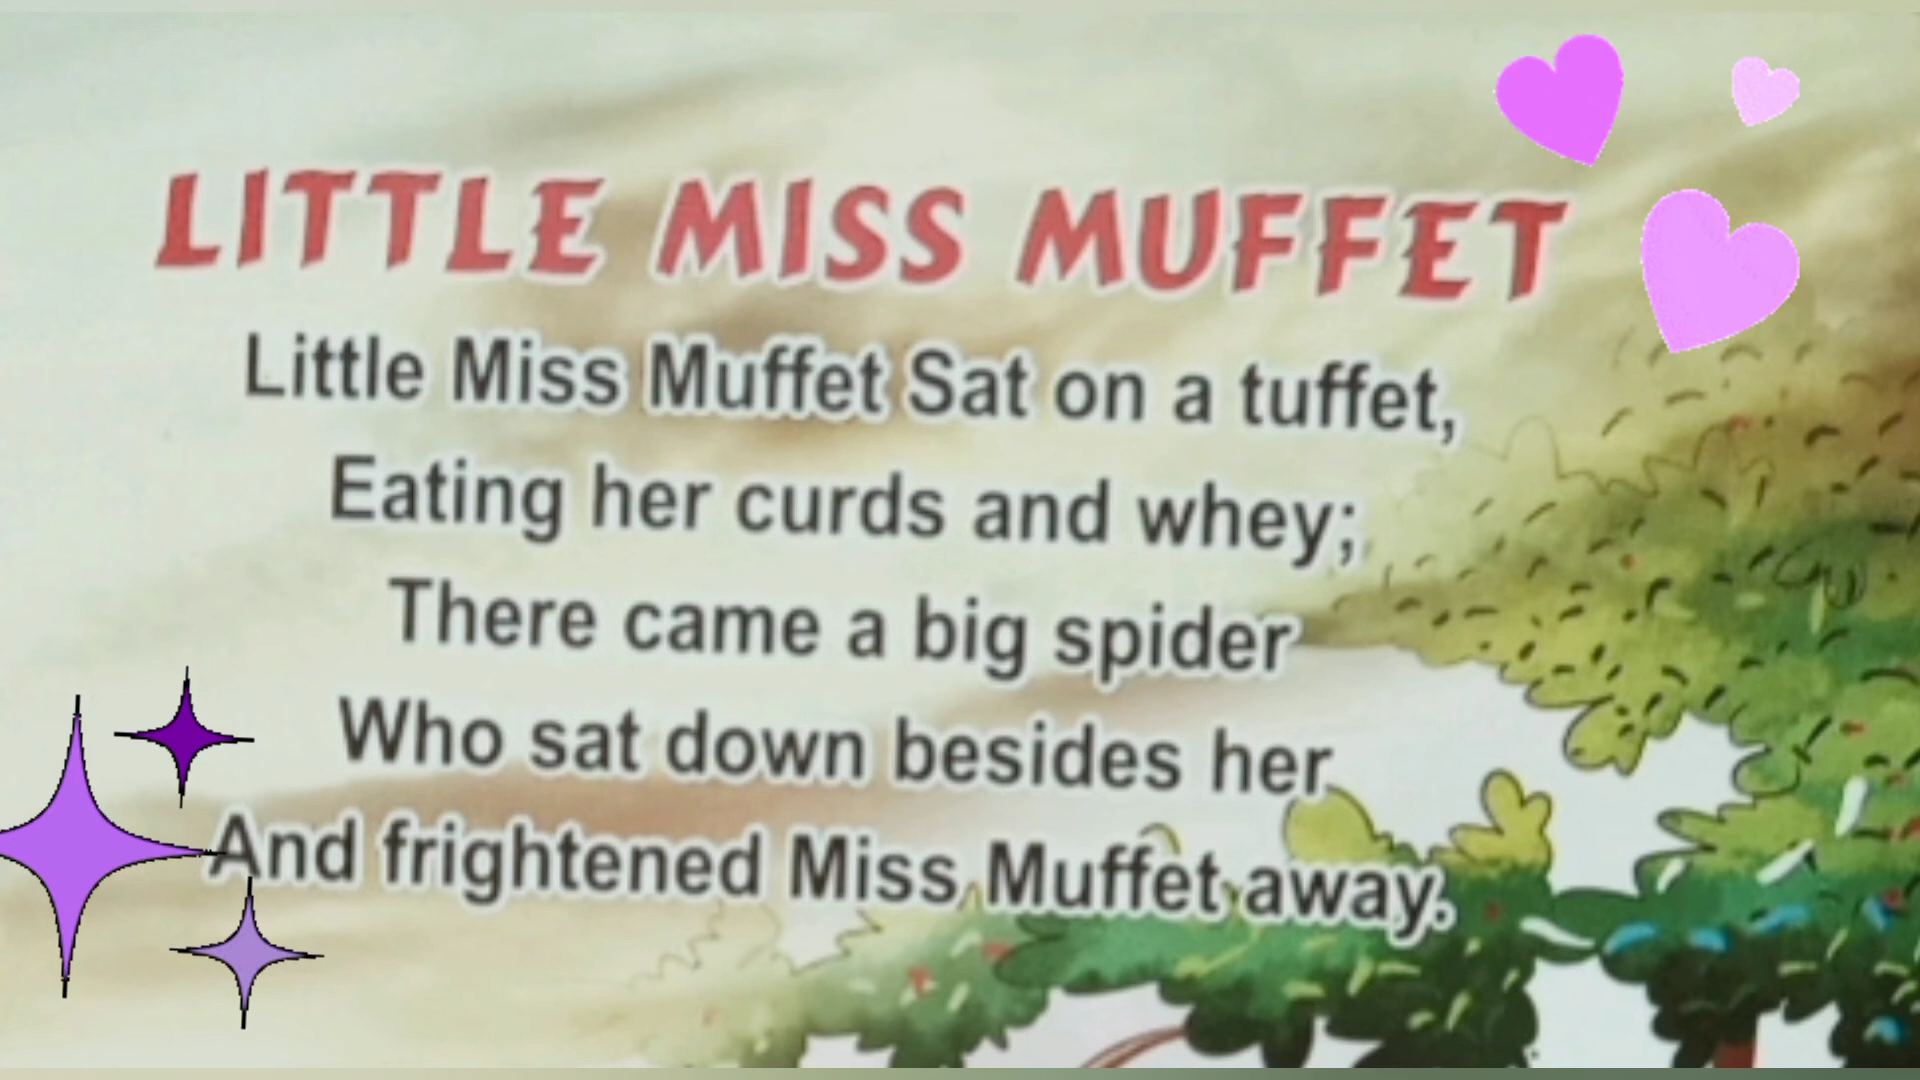 LITTLE MISS MUFFET
Little Miss Muffet Sat on a tuffet,
Eating her curds and whey;
There came a big spider
Who sat down besides her
And frightened Miss Muffet away.